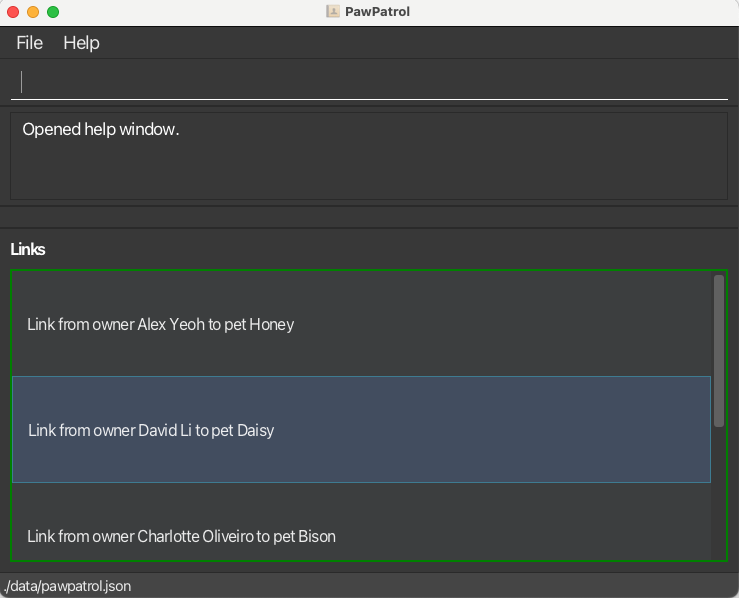 PawPatrol
File Help
Opened help window.
Links
Link from owner Alex Yeoh to pet Honey
Link from owner David Li to pet Daisy
Link from owner Charlotte Oliveiro to pet Bison
./data/pawpatrol.json